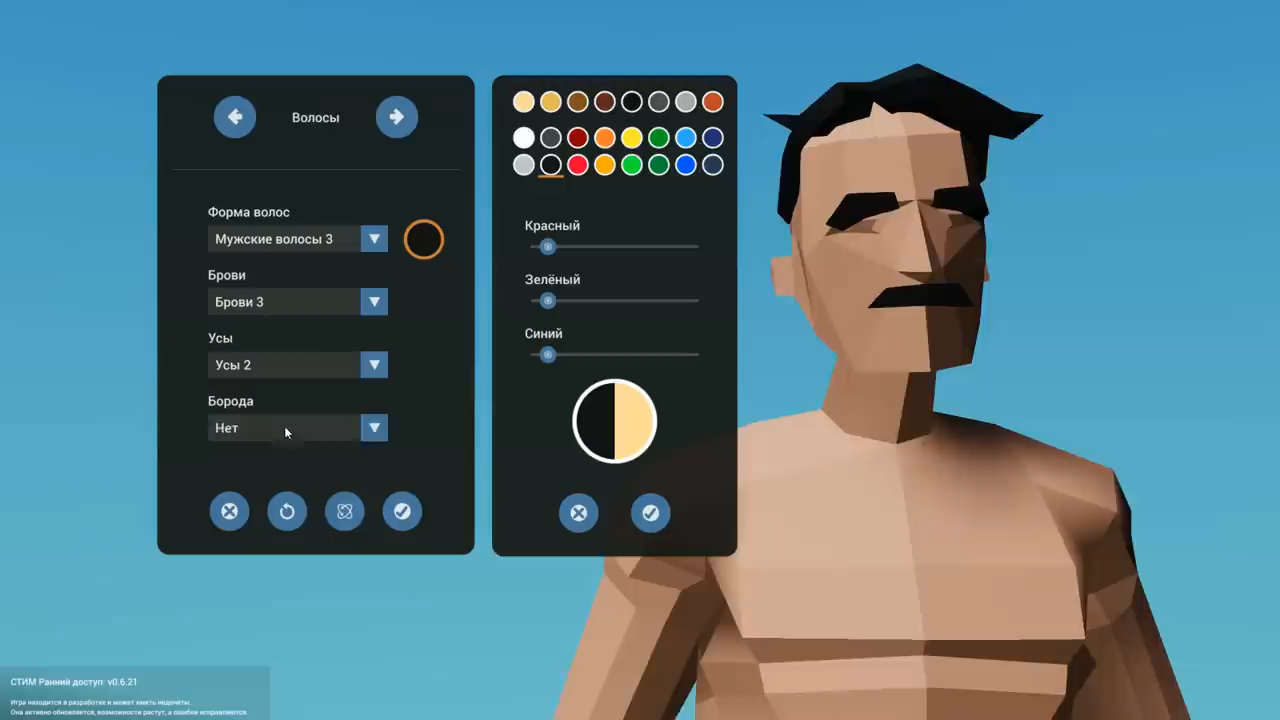 Волосы
Форма волос
Мужские волосы 3
Брови
Брови 3
Усы
Усы 2
Борода
Нет
Красный
Зелёный
Синий
СТИМ Ранний доступ: v0.6.21
Игра находится в разработке и может иметь недочёты.
Она активно обновляется, возможности растут, а ошибки исправляются.